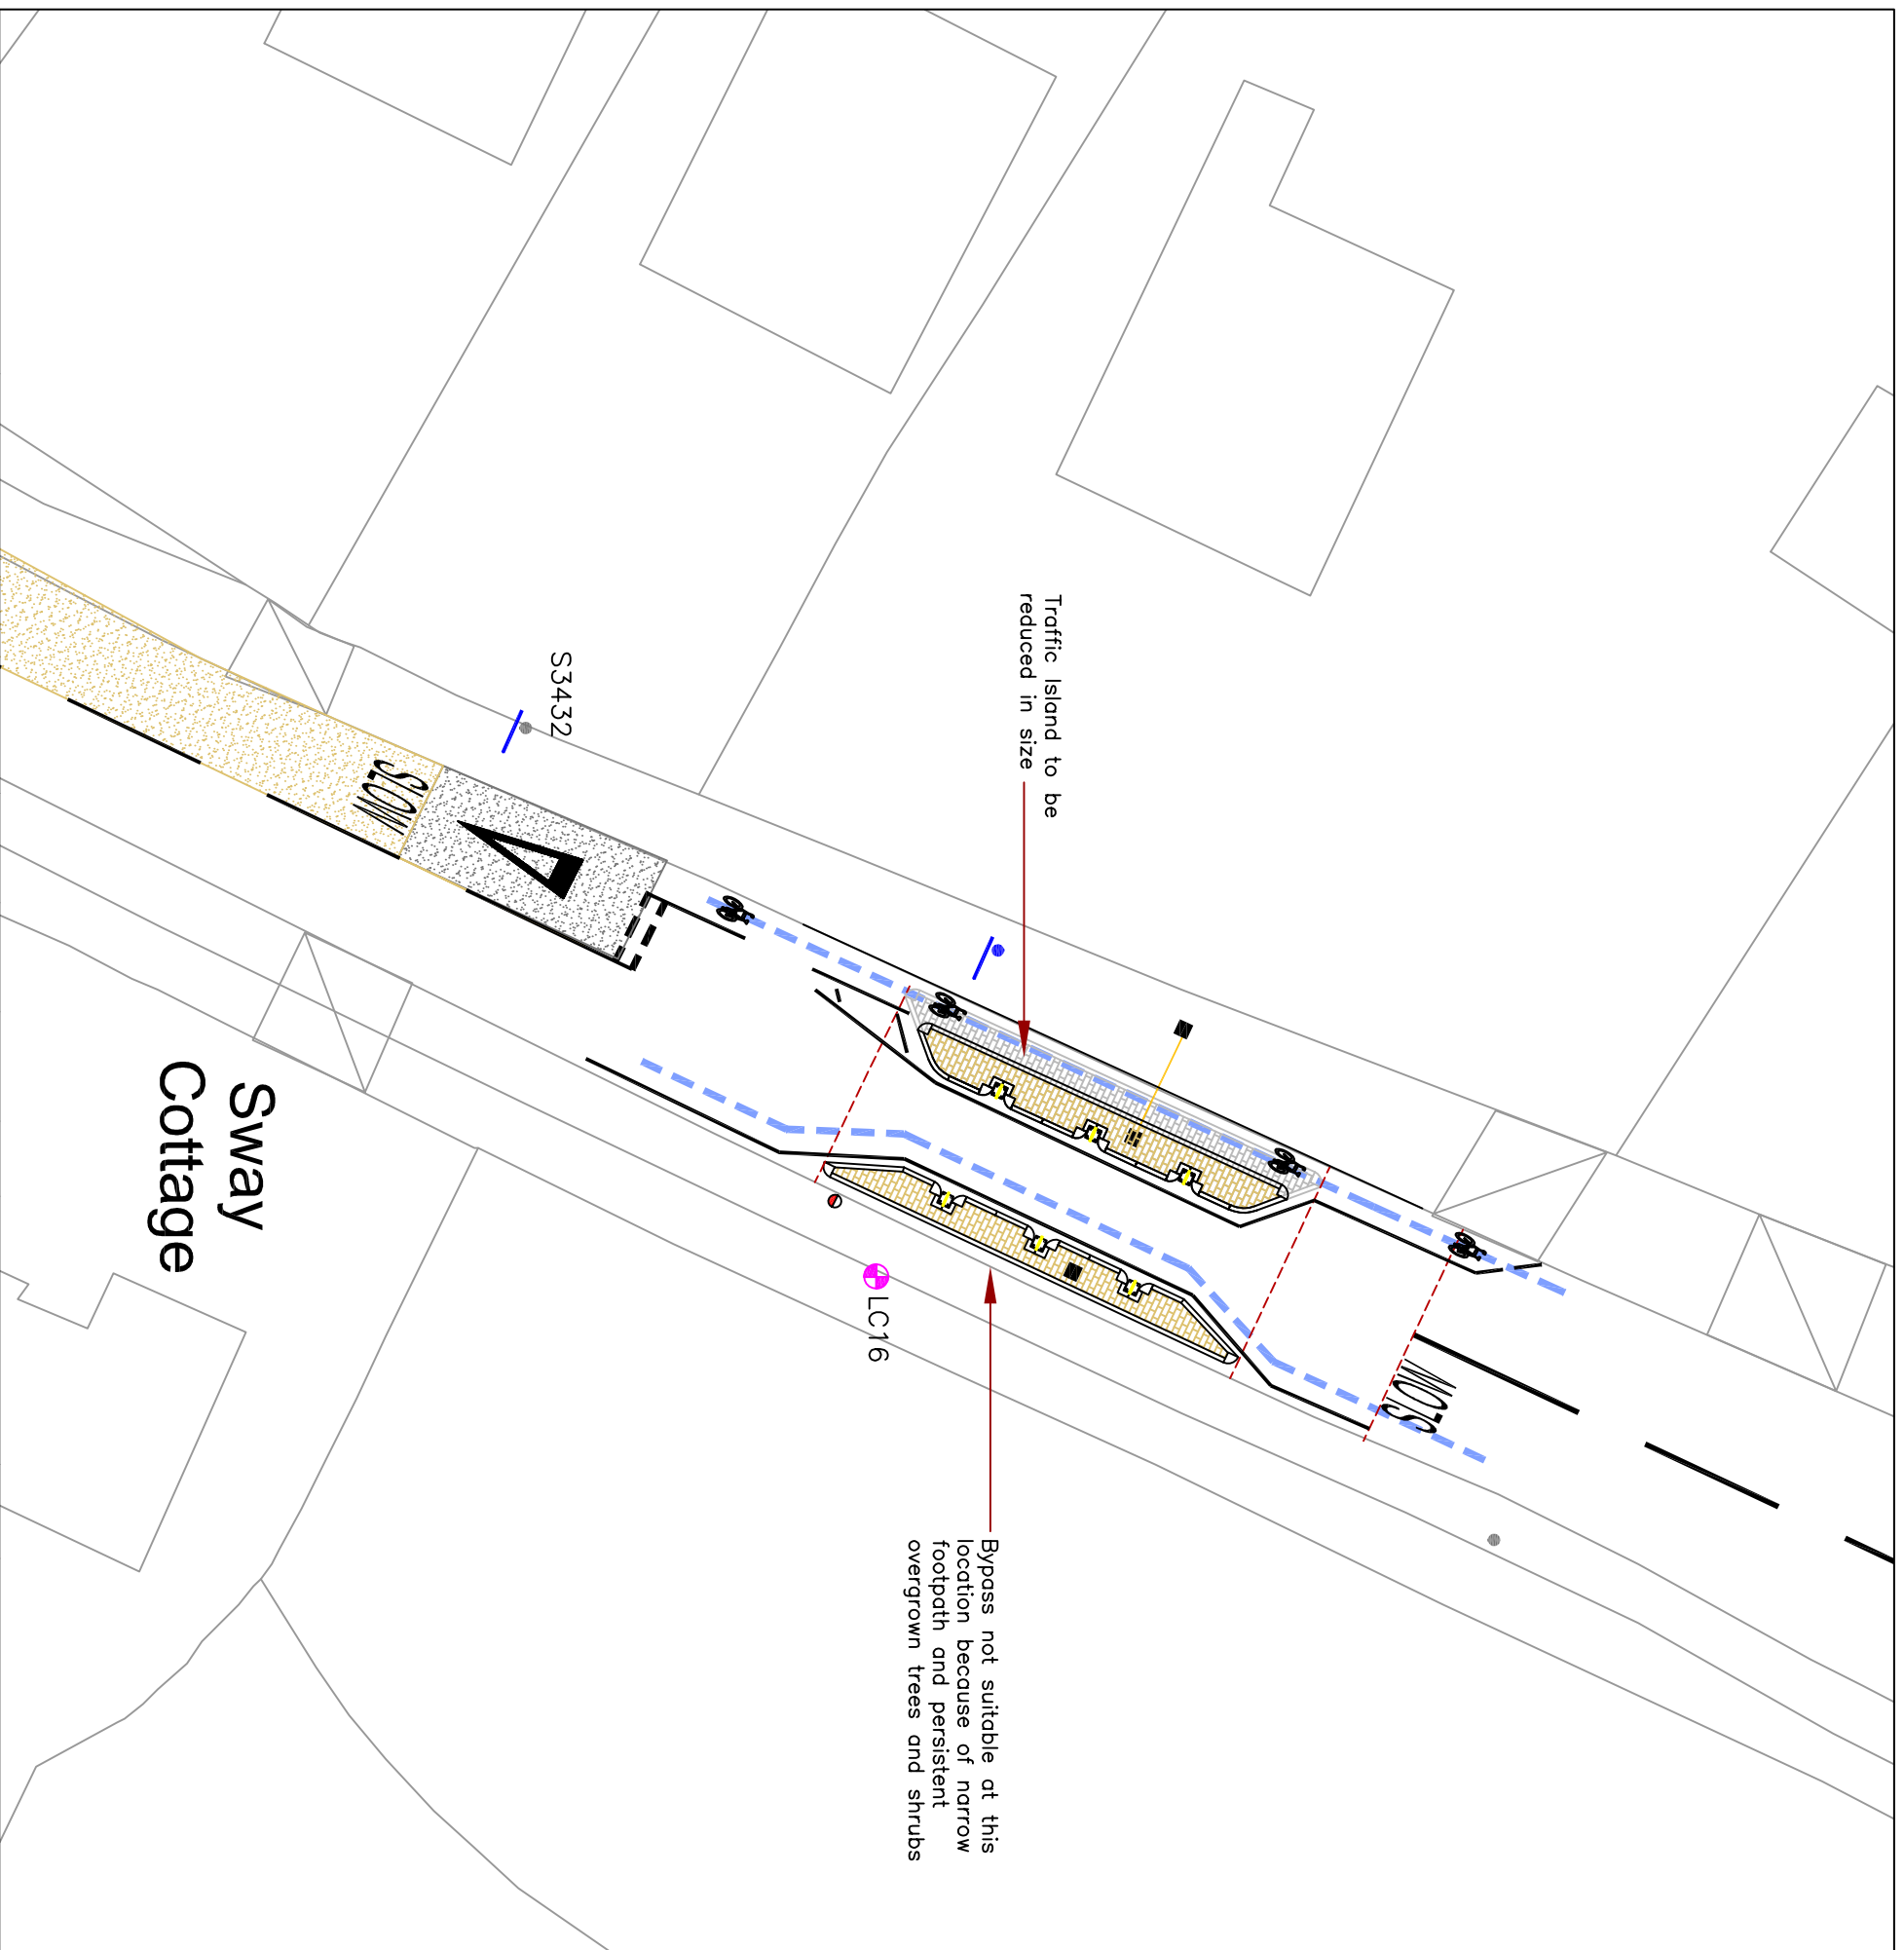 Traffic Island to be
reduced in size
S3432
SLOW
SLOW
LC16
Sway
Cottage
Bypass not suitable at this
location because of narrow
footpath and persistent
overgrown trees and shrubs